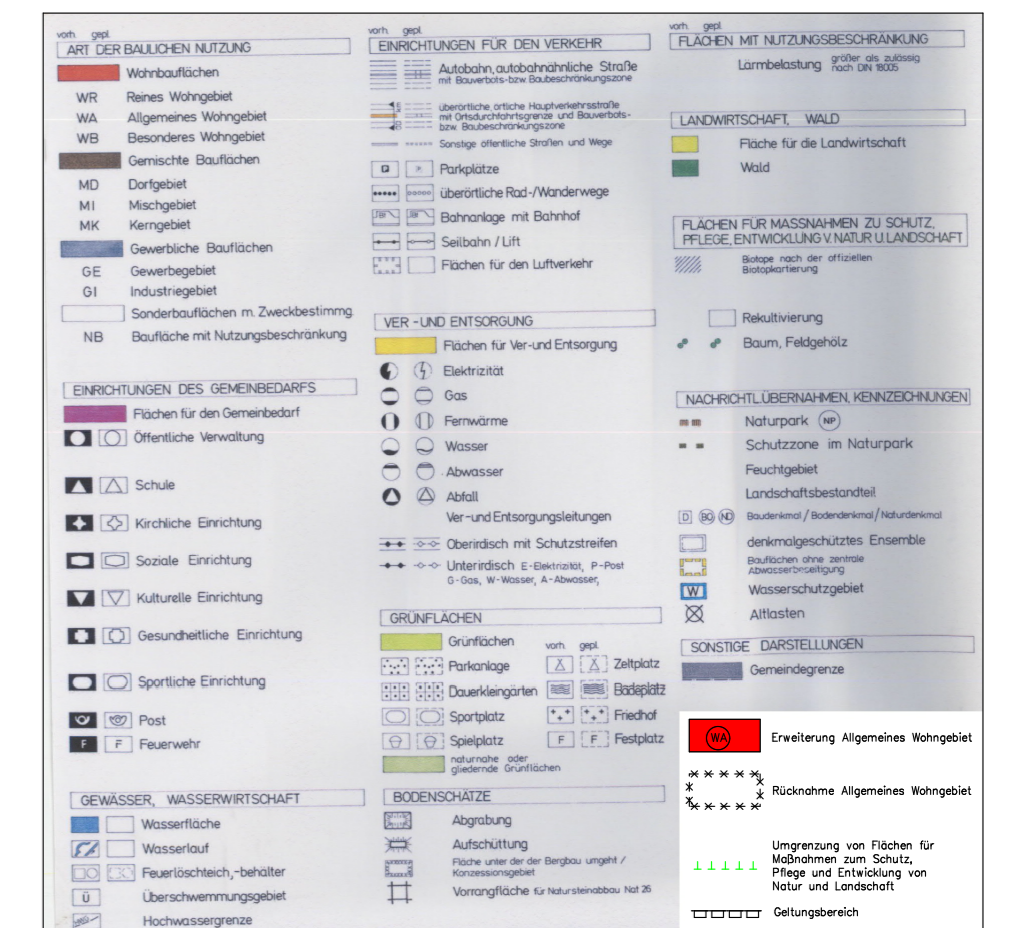 vorh. gepl.
ART DER BAULICHEN NUTZUNG
Wohnbauflächen
WR Reines Wohngebiet
WA Allgemeines Wohngebiet
WB Besonderes Wohngebiet
Gemischte Bauflächen
MD Dorfgebiet
MI Mischgebiet
MK Kerngebiet
Gewerbliche Bauflächen
GE Gewerbegebiet
GI Industriegebiet
Sonderbauflächen m. Zweckbestimmg.
NB Baufläche mit Nutzungsbeschränkung
EINRICHTUNGEN DES GEMEINBEDARFS
Flächen für den Gemeinbedarf
Öffentliche Verwaltung
Schule
Kirchliche Einrichtung
Soziale Einrichtung
Kulturelle Einrichtung
Gesundheitliche Einrichtung
Sportliche Einrichtung
Post
F F Feuerwehr
GEWÄSSER, WASSERWIRTSCHAFT
Wasserfläche
Wasserlauf
Feuerlöschteich,-behälter
Ü Überschwemmungsgebiet
Hochwassergrenze
vorh. gepl.
EINRICHTUNGEN FÜR DEN VERKEHR
Autobahn, autobahnähnliche Straße
mit Bauverbots-bzw. Baubeschränkungszone
überörtliche, örtliche Hauptverkehrsstraße
mit Ortsdurchfahrtsgrenze und Bauverbots-
bzw. Baubeschränkungszone
Sonstige öffentliche Straßen und Wege
P Parkplätze
überörtliche Rad-/Wanderwege
Bahnanlage mit Bahnhof
Seilbahn / Lift
Flächen für den Luftverkehr
VER - UND ENTSORGUNG
Flächen für Ver-und Entsorgung
Elektrizität
Gas
Fernwärme
Wasser
Abwasser
Abfall
Ver-und Entsorgungsleitungen
Oberirdisch mit Schutzstreifen
Unterirdisch E-Elektrizität, P-Post
G-Gas, W-Wasser, A-Abwasser,
GRÜNFLÄCHEN
Grünflächen vorh. gepl.
Parkanlage Zeltplatz
Dauerkleingärten Badeplatz
Sportplatz Friedhof
Spielplatz F F Festplatz
naturnahe oder
gliedernde Grünflächen
BODENSCHÄTZE
Abgrabung
Aufschüttung
Fläche unter der der Bergbau umgeht /
Konzessionsgebiet
Vorrangfläche für Natursteinabbau Nat 26
vorh. gepl.
FLÄCHEN MIT NUTZUNGSBESCHRÄNKUNG
Lärmbelastung größer als zulässig
nach DIN 18005
LANDWIRTSCHAFT, WALD
Fläche für die Landwirtschaft
Wald
FLÄCHEN FÜR MASSNAHMEN ZU SCHUTZ,
PFLEGE, ENTWICKLUNG V. NATUR U. LANDSCHAFT
Biotope nach der offiziellen
Biotopkartierung
Rekultivierung
Baum, Feldgehölz
NACHRICHTL. ÜBERNAHMEN, KENNZEICHNUNGEN
Naturpark NP
Schutzzone im Naturpark
Feuchtgebiet
Landschaftsbestandteil
D BO ND Baudenkmal / Bodendenkmal / Naturdenkmal
denkmalgeschütztes Ensemble
Bauflächen ohne zentrale
Abwasserbeseitigung
W Wasserschutzgebiet
Altlasten
SONSTIGE DARSTELLUNGEN
Gemeindegrenze
WA Erweiterung Allgemeines Wohngebiet
Rücknahme Allgemeines Wohngebiet
Umgrenzung von Flächen für
Maßnahmen zum Schutz,
Pflege und Entwicklung von
Natur und Landschaft
Geltungsbereich